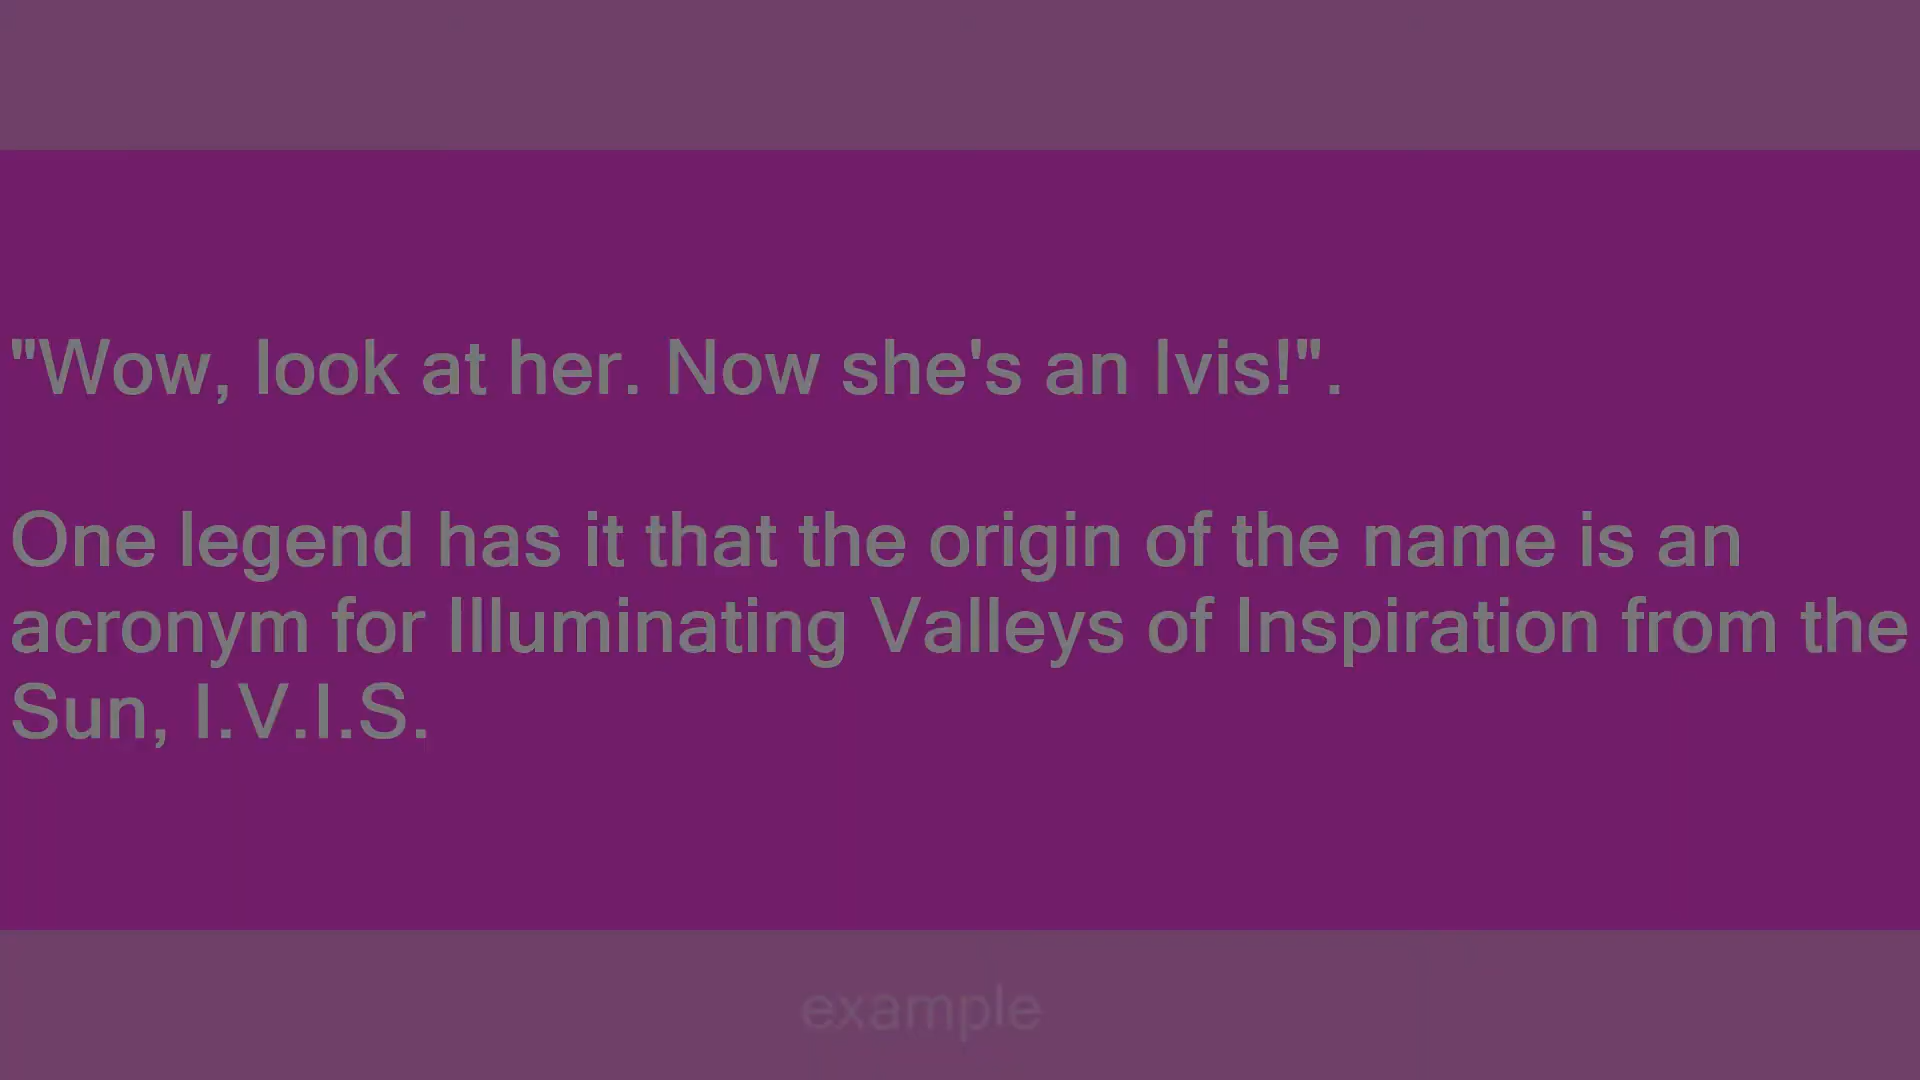 "Wow, look at her. Now she's an Ivis!".
One legend has it that the origin of the name is an
acronym for Illuminating Valleys of Inspiration from the
Sun, I.V.I.S.
example